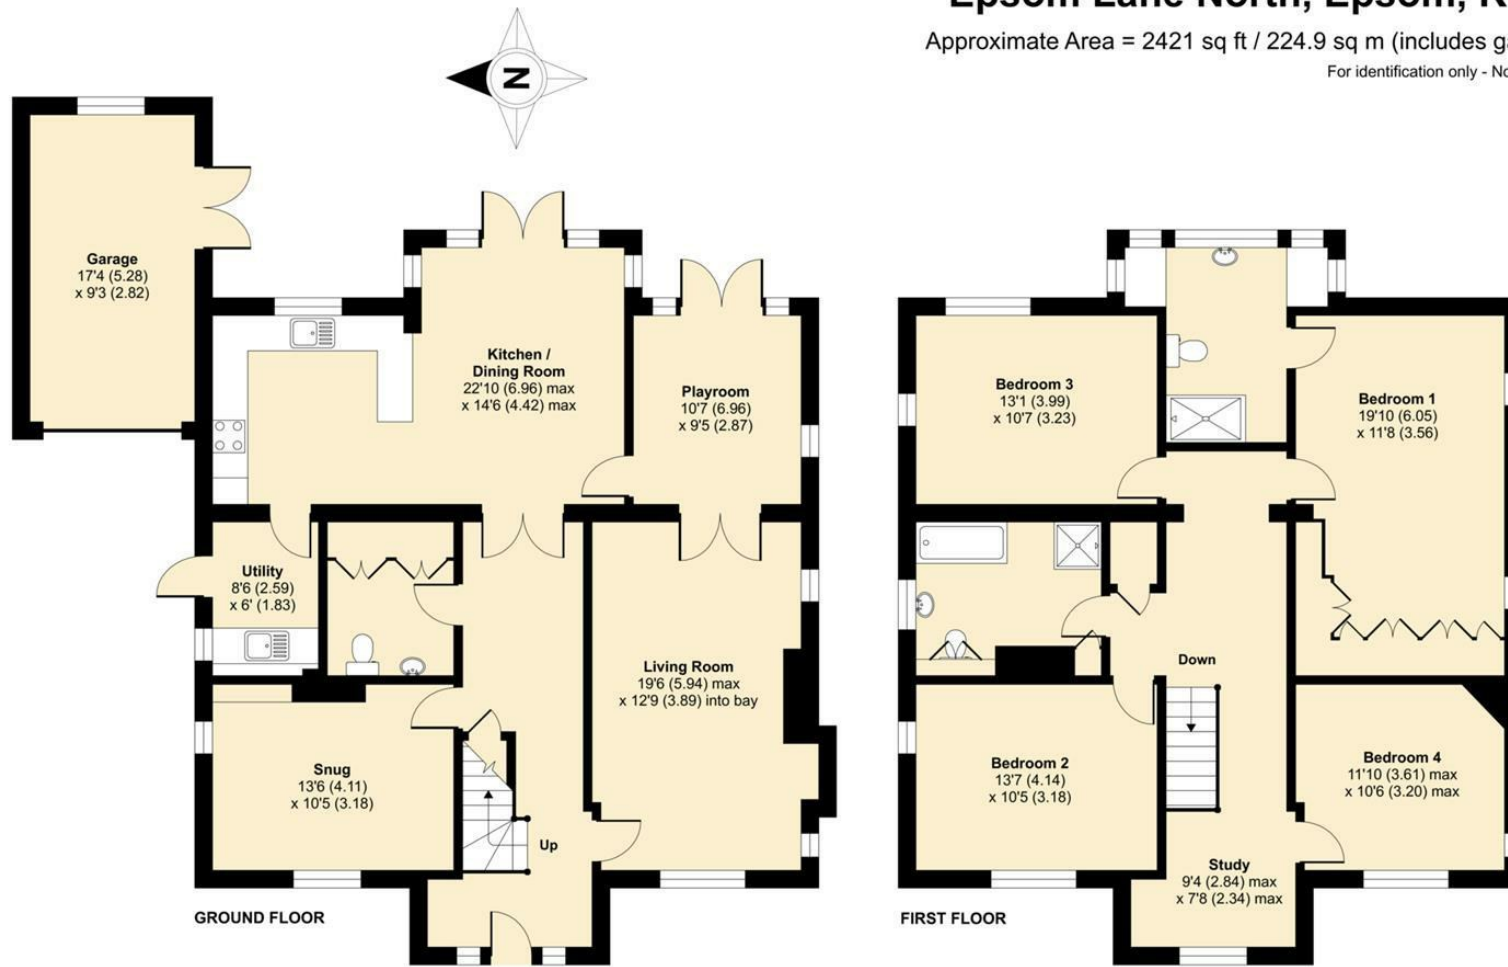 Epsom Lane North, Epsom,
Approximate Area = 2421 sq ft / 224.9 sq m (includes
For identification only -
N
Garage
17'4 (5.28)
x 9'3 (2.82)
Kitchen /
Dining Room
22'10 (6.96) max
x 14'6 (4.42) max
Playroom
10'7 (6.96)
x 9'5 (2.87)
Utility
8'6 (2.59)
x 6' (1.83)
Living Room
19'6 (5.94) max
x 12'9 (3.89) into bay
Snug
13'6 (4.11)
x 10'5 (3.18)
Up
GROUND FLOOR
Bedroom 3
13'1 (3.99)
x 10'7 (3.23)
Bedroom 1
19'10 (6.05)
x 11'8 (3.56)
Down
Bedroom 2
13'7 (4.14)
x 10'5 (3.18)
Bedroom 4
11'10 (3.61) max
x 10'6 (3.20) max
Study
9'4 (2.84) max
x 7'8 (2.34) max
FIRST FLOOR